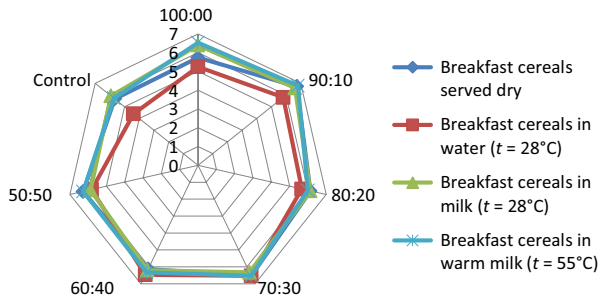 100:00
7
6
5
4
3
2
1
0
90:10
80:20
70:30
60:40
50:50
Control
Breakfast cereals
served dry
Breakfast cereals in
water (t = 28°C)
Breakfast cereals in
milk (t = 28°C)
Breakfast cereals in
warm milk (t = 55°C)